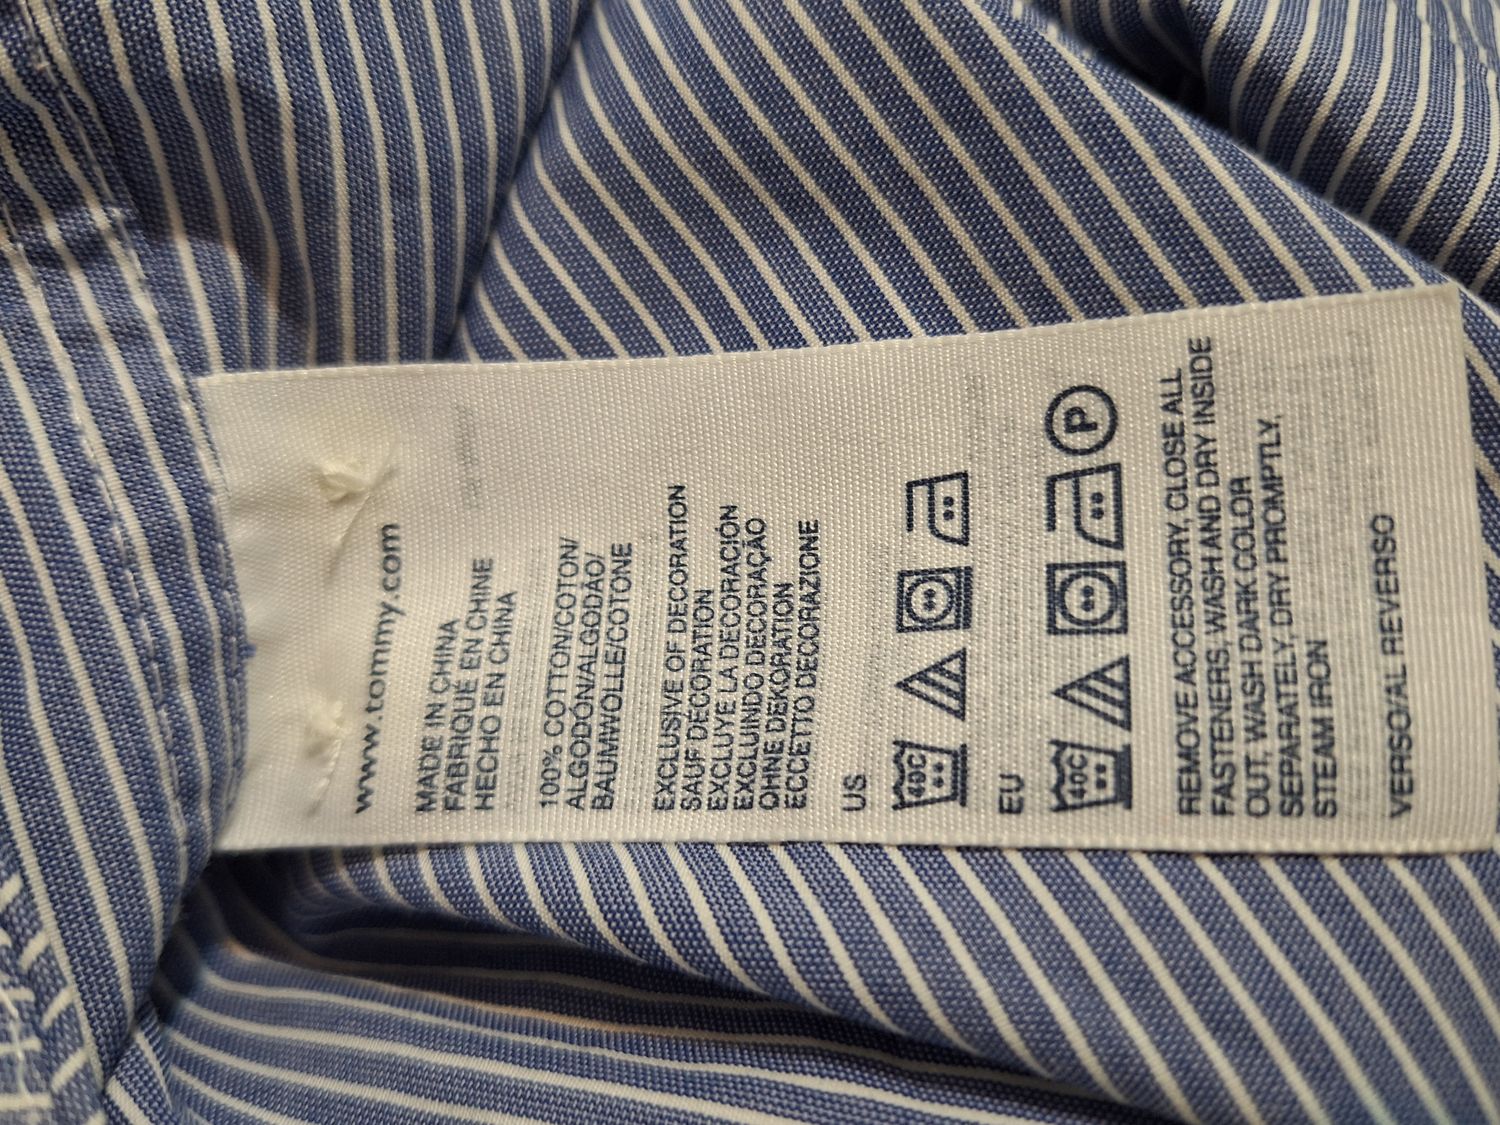 www.tommy.com
MADE IN CHINA
FABRIQUÉ EN CHINE
HECHO EN CHINA
100% COTTON/COTON/
ALGODÓN/ALGODÃO/
BAUMWOLLE/COTONE
EXCLUSIVE OF DECORATION
SAUF DECORATION
EXCLUYE LA DECORACIÓN
EXCLUINDO DECORAÇÃO
OHNE DEKORATION
ECCETTO DECORAZIONE
US
40C
EU
40C P
REMOVE ACCESSORY, CLOSE ALL
FASTENERS, WASH AND DRY INSIDE
OUT, WASH DARK COLOR
SEPARATELY, DRY PROMPTLY,
STEAM IRON
VERSO/AL REVERSO